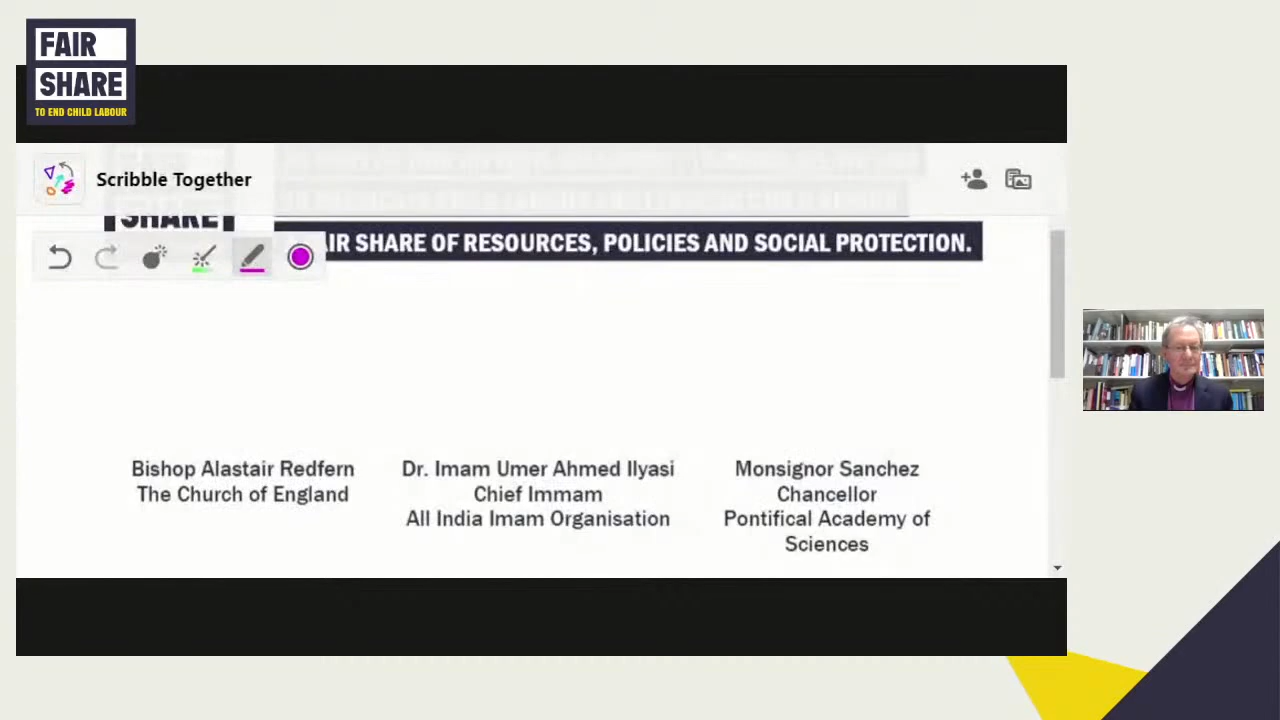 FAIR
SHARE
TO END CHILD LABOUR
Scribble Together
SHARE
AIR SHARE OF RESOURCES, POLICIES AND SOCIAL PROTECTION.
Bishop Alastair Redfern
The Church of England
Dr. Imam Umer Ahmed Ilyasi
Chief Immam
All India Imam Organisation
Monsignor Sanchez
Chancellor
Pontifical Academy of
Sciences